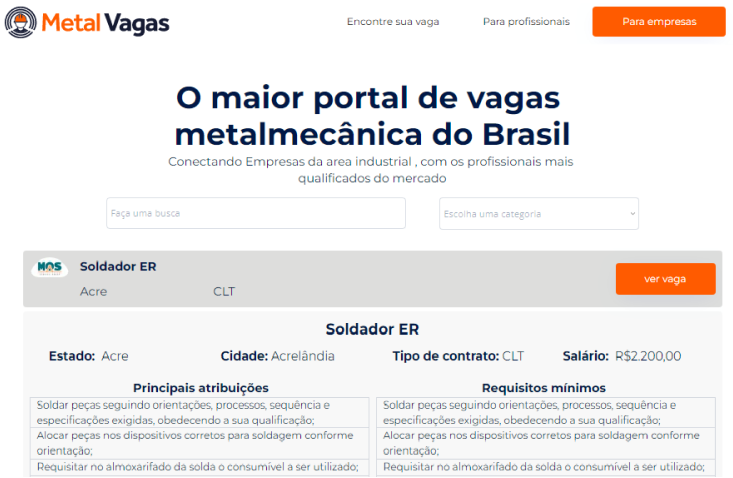 Metal Vagas
Encontre sua vaga
Para profissionais
Para empresas
O maior portal de vagas
metalmecânica do Brasil
Conectando Empresas da area industrial , com os profissionais mais
qualificados do mercado
Faça uma busca
Escolha uma categoria
NOS
Soldador ER
Acre
CLT
ver vaga
Soldador ER
Estado: Acre
Cidade: Acrelândia
Tipo de contrato: CLT
Salário: R$2.200,00
Principais atribuições
Soldar peças seguindo orientações, processos, sequência e
especificações exigidas, obedecendo a sua qualificação;
Alocar peças nos dispositivos corretos para soldagem conforme
orientação;
Requisitar no almoxarifado da solda o consumível a ser utilizado;
Requisitos mínimos
Soldar peças seguindo orientações, processos, sequência e
especificações exigidas, obedecendo a sua qualificação;
Alocar peças nos dispositivos corretos para soldagem conforme
orientação;
Requisitar no almoxarifado da solda o consumível a ser utilizado;